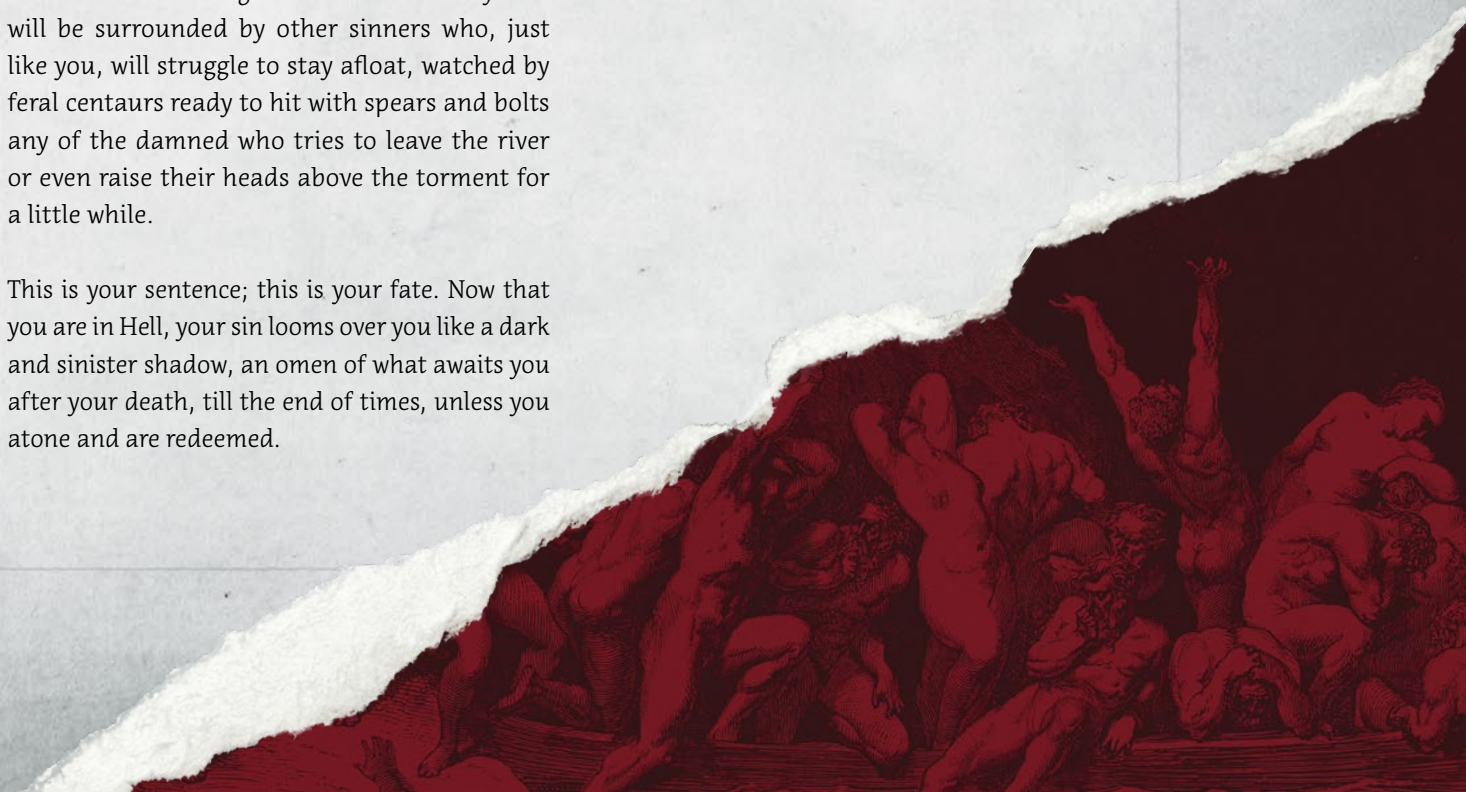 will be surrounded by other sinners who, just
like you, will struggle to stay afloat, watched by
feral centaurs ready to hit with spears and bolts
any of the damned who tries to leave the river
or even raise their heads above the torment for
a little while.
This is your sentence; this is your fate. Now that
you are in Hell, your sin looms over you like a dark
and sinister shadow, an omen of what awaits you
after your death, till the end of times, unless you
atone and are redeemed.